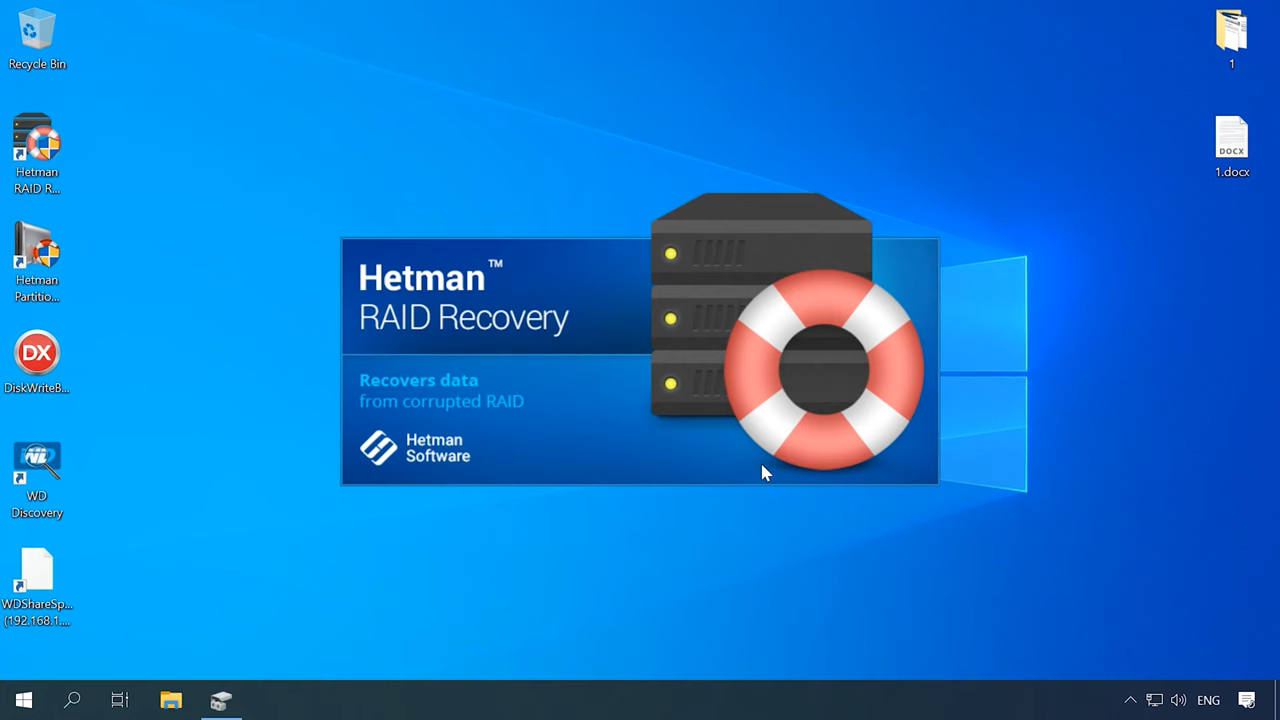 Recycle Bin
Hetman
RAID R...
Hetman
Partitio...
DX
DiskWriteB...
WD
Discovery
WDShareSp...
(192.168.1....
Hetman™
RAID Recovery
Recovers data
from corrupted RAID
Hetman
Software
1
DOCX
1.docx
ENG